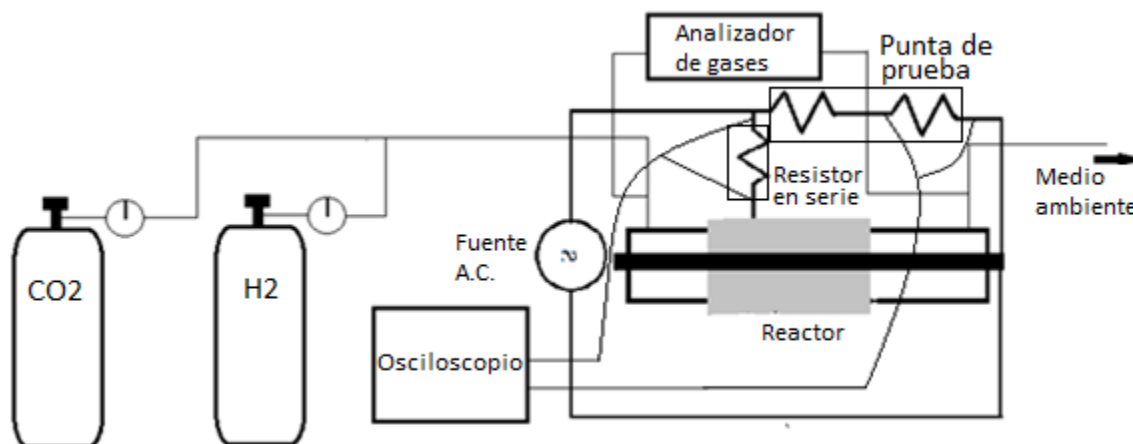 Analizador
de gases
Punta de
prueba
Resistor
en serie
Medio
ambiente
Fuente
A.C.
CO2
H2
Reactor
Osciloscopio